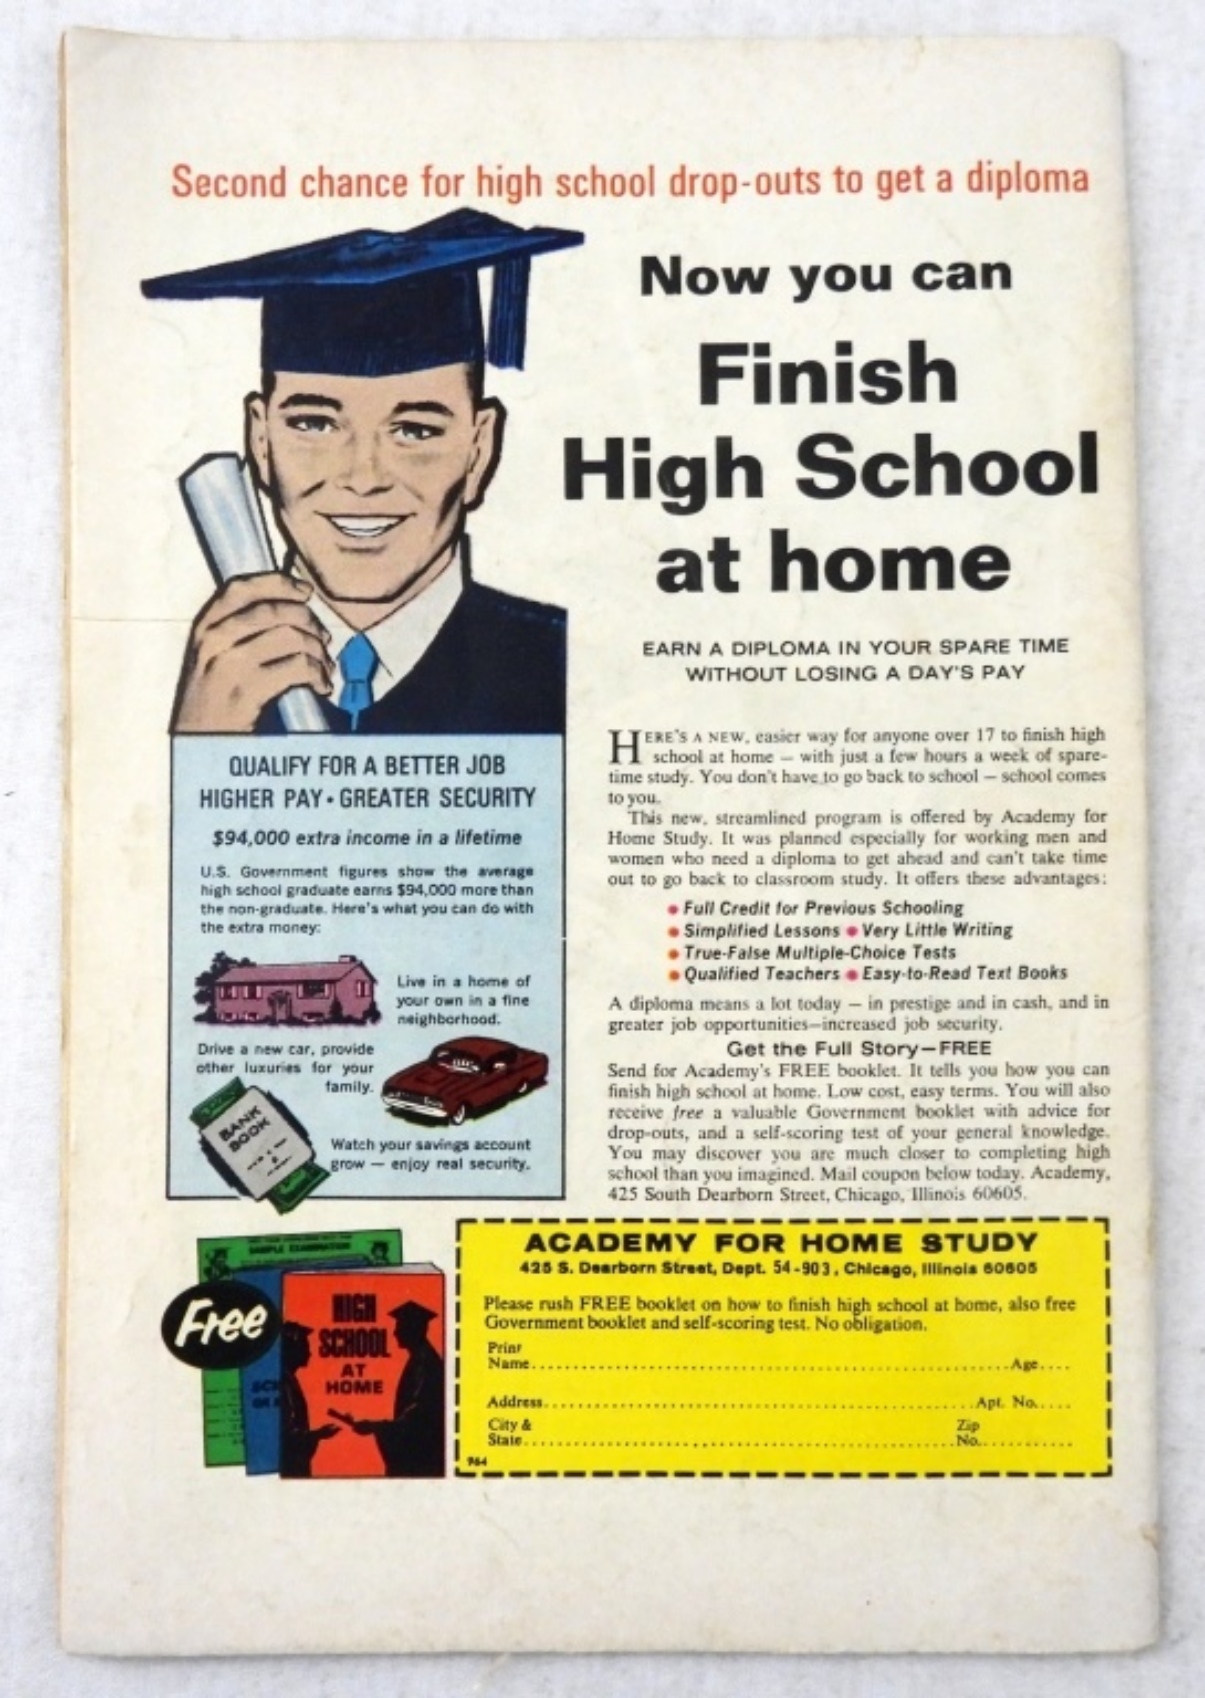 Second chance for high school drop-outs to get a diploma
Now you can
Finish
High School
at home
EARN A DIPLOMA IN YOUR SPARE TIME
WITHOUT LOSING A DAY'S PAY
HERE'S A NEW, easier way for anyone over 17 to finish high
school at home — with just a few hours a week of spare-
time study. You don't have to go back to school — school comes
to you.
This new, streamlined program is offered by Academy for
Home Study. It was planned especially for working men and
women who need a diploma to get ahead and can't take time
out to go back to classroom study. It offers these advantages:
• Full Credit for Previous Schooling
• Simplified Lessons • Very Little Writing
• True-False Multiple-Choice Tests
• Qualified Teachers • Easy-to-Read Text Books
A diploma means a lot today — in prestige and in cash, and in
greater job opportunities—increased job security.
Get the Full Story—FREE
Send for Academy's FREE booklet. It tells you how you can
finish high school at home. Low cost, easy terms. You will also
receive free a valuable Government booklet with advice for
drop-outs, and a self-scoring test of your general knowledge.
You may discover you are much closer to completing high
school than you imagined. Mail coupon below today. Academy,
425 South Dearborn Street, Chicago, Illinois 60605.
QUALIFY FOR A BETTER JOB
HIGHER PAY • GREATER SECURITY
$94,000 extra income in a lifetime
U.S. Government figures show the average
high school graduate earns $94,000 more than
the non-graduate. Here's what you can do with
the extra money:
Live in a home of
your own in a fine
neighborhood.
Drive a new car, provide
other luxuries for your
family.
BANK
BOOK
Watch your savings account
grow — enjoy real security.
SAMPLE EXAMINATION
Free
HIGH
SCHOOL
AT
HOME
ACADEMY FOR HOME STUDY
425 S. Dearborn Street, Dept. 54-903, Chicago, Illinois 60605
Please rush FREE booklet on how to finish high school at home, also free
Government booklet and self-scoring test. No obligation.
Print
Name Age
Address Apt. No.
City & Zip
State No.
964